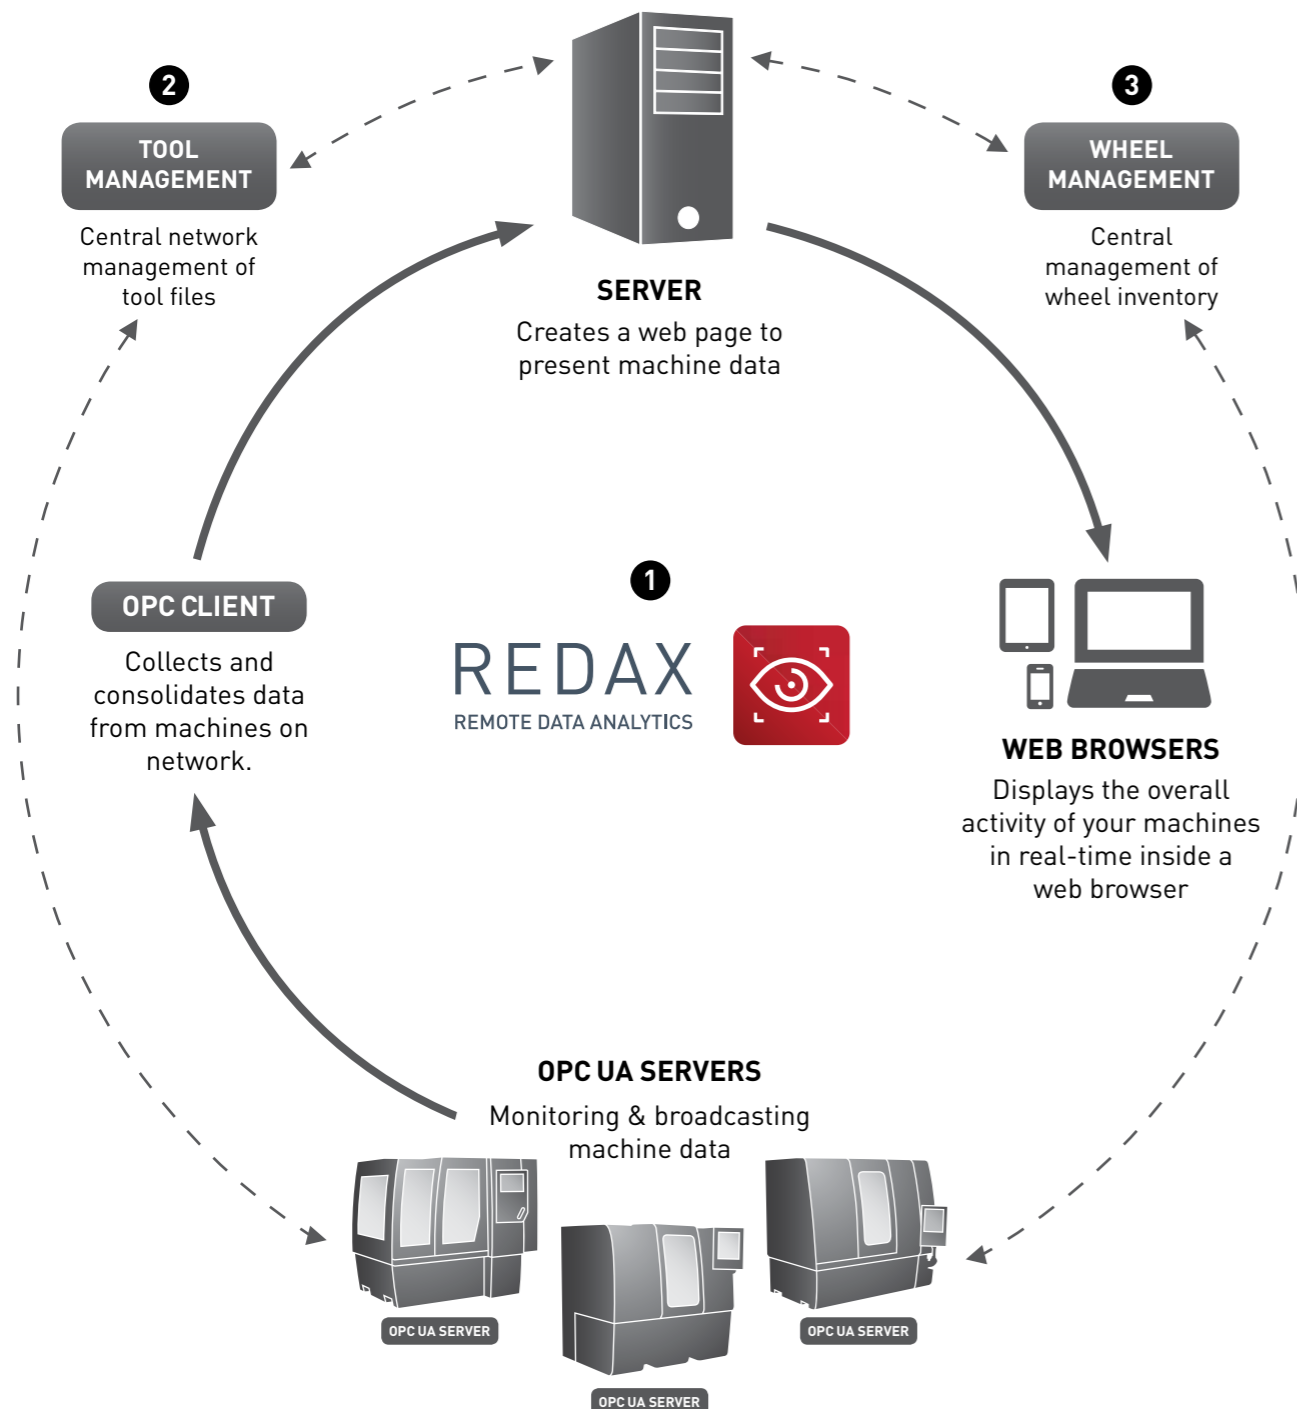 2
TOOL
MANAGEMENT
Central network
management of
tool files
3
WHEEL
MANAGEMENT
Central
management of
wheel inventory
SERVER
Creates a web page to
present machine data
OPC CLIENT
Collects and
consolidates data
from machines on
network.
1
REDAX
REMOTE DATA ANALYTICS
WEB BROWSERS
Displays the overall
activity of your machines
in real-time inside a
web browser
OPC UA SERVERS
Monitoring & broadcasting
machine data
OPC UA SERVER
OPC UA SERVER
OPC UA SERVER